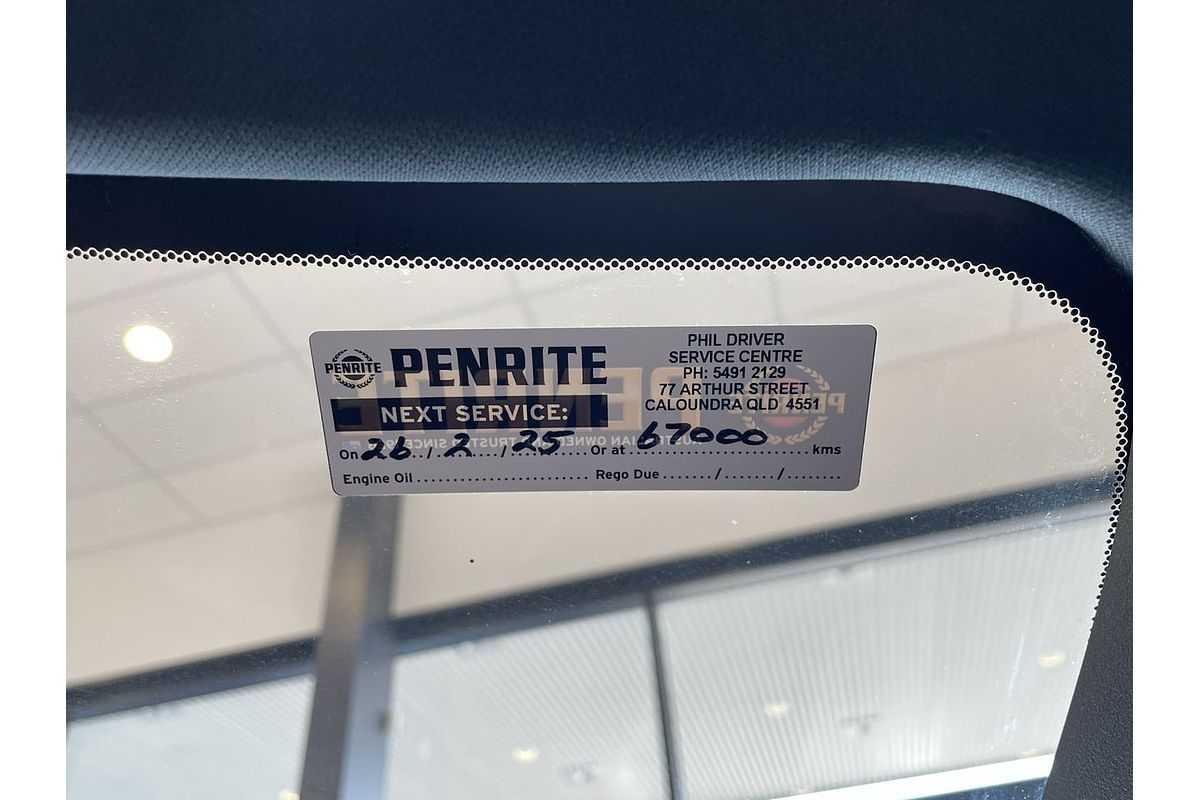 PENRITE
PENRITE
NEXT SERVICE:
On 26 / 2 / 25 Or at 67000 kms
Engine Oil ........................ Rego Due ......./......./........
PHIL DRIVER
SERVICE CENTRE
PH: 5491 2129
77 ARTHUR STREET
CALOUNDRA QLD 4551